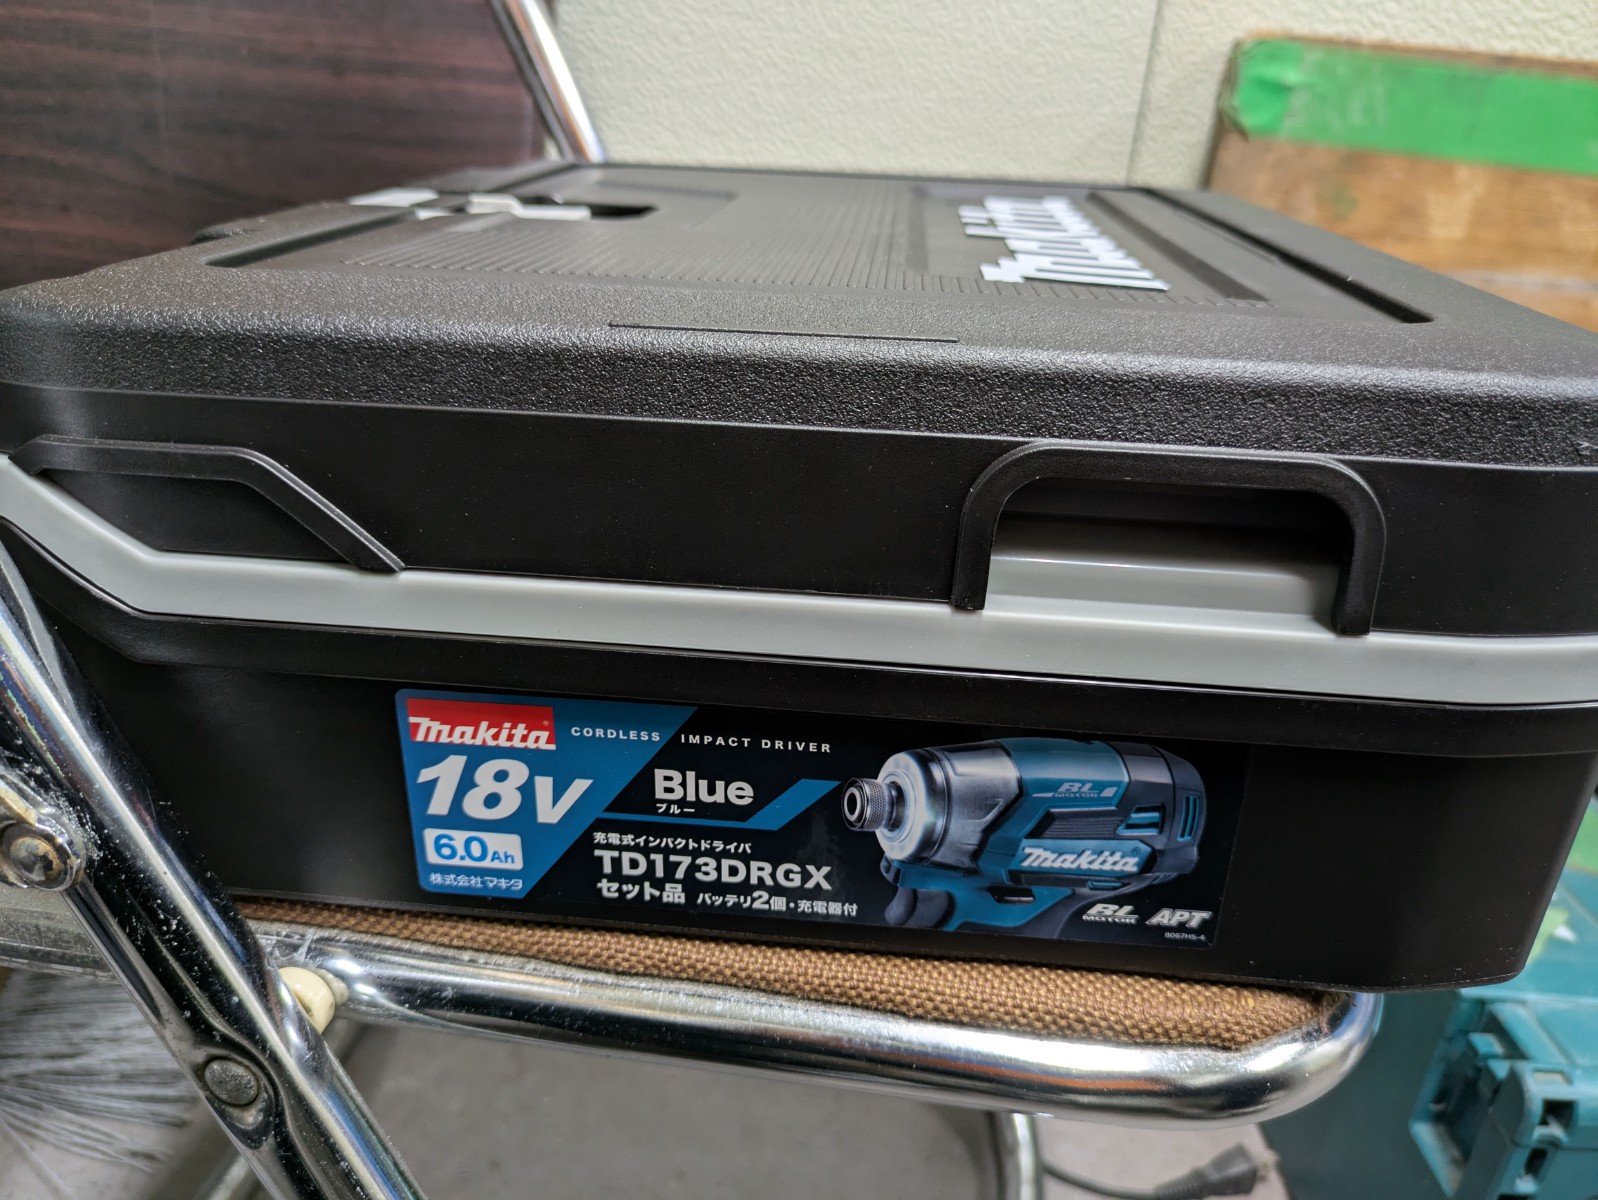 makita
makita CORDLESS IMPACT DRIVER
18V
Blue
ブルー
6.0Ah
充電式インパクトドライバ
TD173DRGX
株式会社マキタ
セット品 バッテリ2個・充電器付
BL
MOTOR
makita
BL
MOTOR
APT
8067H5-4